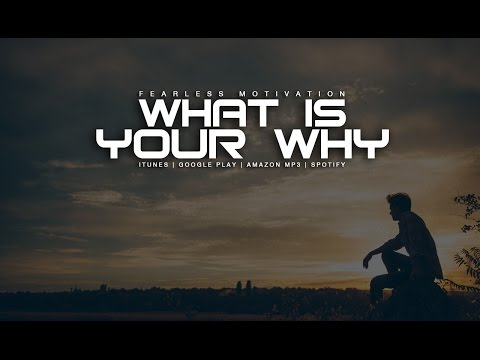 FEARLESS MOTIVATION
WHAT IS
YOUR WHY
ITUNES | GOOGLE PLAY | AMAZON MP3 | SPOTIFY